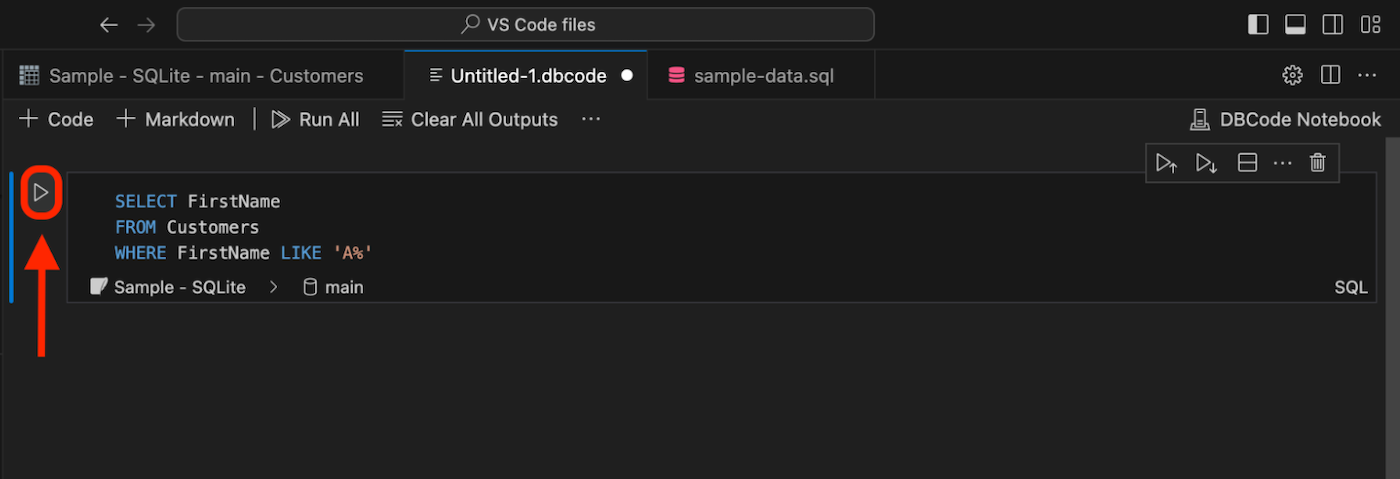 VS Code files
Sample - SQLite - main - Customers
Untitled-1.dbcode
sample-data.sql
Code
Markdown
Run All
Clear All Outputs
DBCode Notebook
SELECT FirstName
FROM Customers
WHERE FirstName LIKE 'A%'
Sample - SQLite > main
SQL